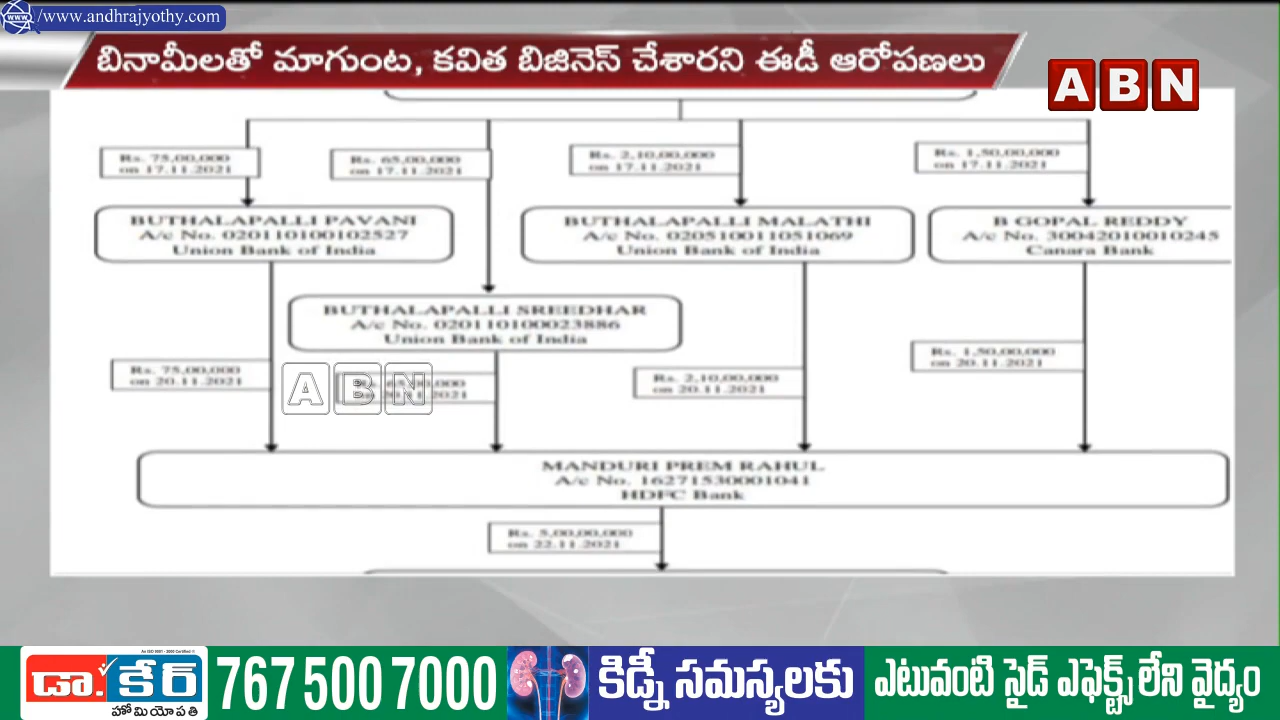 /www.andhrajyothy.com
బినామీలతో మాగుంట, కవిత బిజినెస్ చేశారని ఈడీ ఆరోపణలు
ABN
Rs. 75,00,000
on 17.11.2021
Rs. 65,00,000
on 17.11.2021
Rs. 2,10,00,000
on 17.11.2021
Rs. 1,50,00,000
on 17.11.2021
BUTHALAPALLI PAVANI
A/c No. 020110100102527
Union Bank of India
BUTHALAPALLI MALATHI
A/c No. 020510011051069
Union Bank of India
B GOPAL REDDY
A/c No. 30042010010245
Canara Bank
BUTHALAPALLI SREEDHAR
A/c No. 020110100023886
Union Bank of India
Rs. 75,00,000
on 20.11.2021
ABN
Rs. 2,10,00,000
on 20.11.2021
Rs. 1,50,00,000
on 20.11.2021
MANDURI PREM RAHUL
A/c No. 16271530001041
HDFC Bank
Rs. 5,00,00,000
on 22.11.2021
డా. కేర్
హోమియోపతి
767 500 7000
కిడ్నీ సమస్యలకు
ఎటువంటి సైడ్ ఎఫెక్ట్స్ లేని వైద్యం